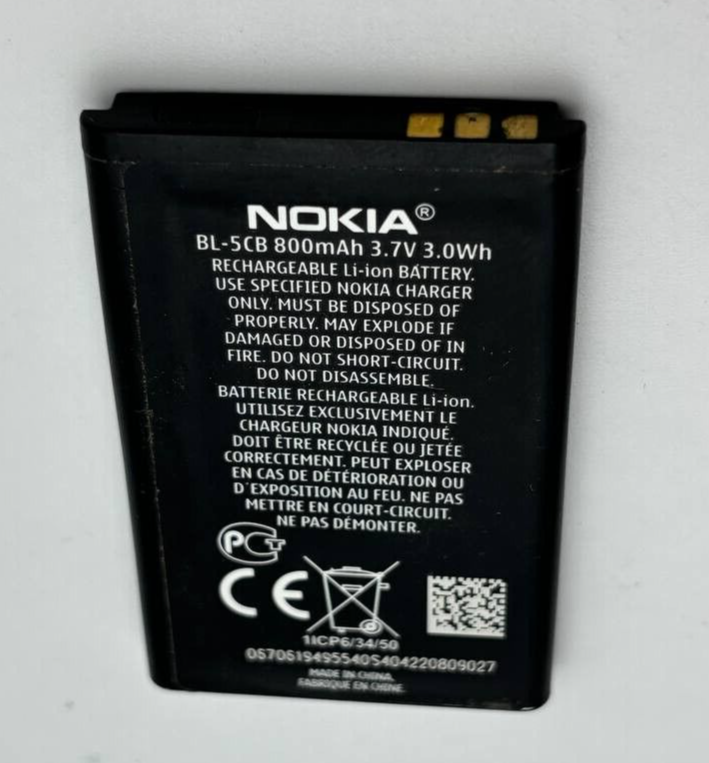 NOKIA®
BL-5CB 800mAh 3.7V 3.0Wh
RECHARGEABLE Li-ion BATTERY.
USE SPECIFIED NOKIA CHARGER
ONLY. MUST BE DISPOSED OF
PROPERLY. MAY EXPLODE IF
DAMAGED OR DISPOSED OF IN
FIRE. DO NOT SHORT-CIRCUIT.
DO NOT DISASSEMBLE.
BATTERIE RECHARGEABLE Li-ion.
UTILISEZ EXCLUSIVEMENT LE
CHARGEUR NOKIA INDIQUÉ.
DOIT ÊTRE RECYCLÉE OU JETÉE
CORRECTEMENT. PEUT EXPLOSER
EN CAS DE DÉTÉRIORATION OU
D'EXPOSITION AU FEU. NE PAS
METTRE EN COURT-CIRCUIT.
NE PAS DÉMONTER.
PCT
CE
1ICP6/34/50
0670619495540S404220809027
MADE IN CHINA.
FABRIQUE EN CHINE.